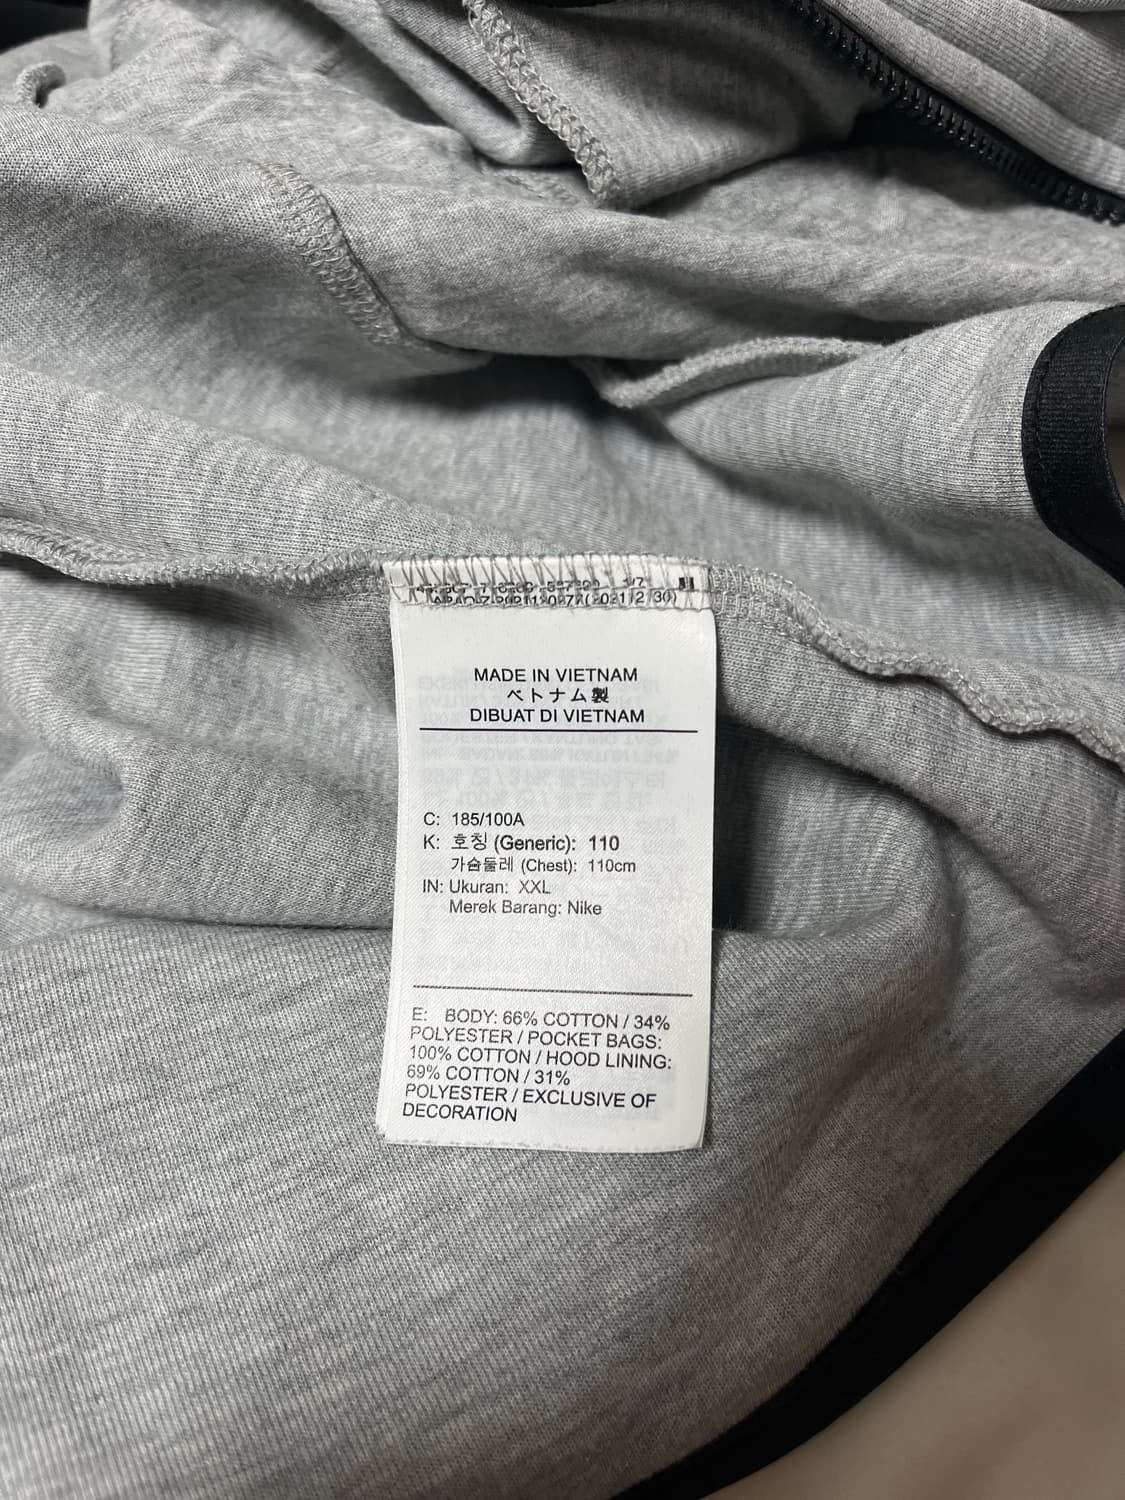 MADE IN VIETNAM
ベトナム製
DIBUAT DI VIETNAM
C: 185/100A
K: 호칭 (Generic): 110
가슴둘레 (Chest): 110cm
IN: Ukuran: XXL
Merek Barang: Nike
E: BODY: 66% COTTON / 34%
POLYESTER / POCKET BAGS:
100% COTTON / HOOD LINING:
69% COTTON / 31%
POLYESTER / EXCLUSIVE OF
DECORATION